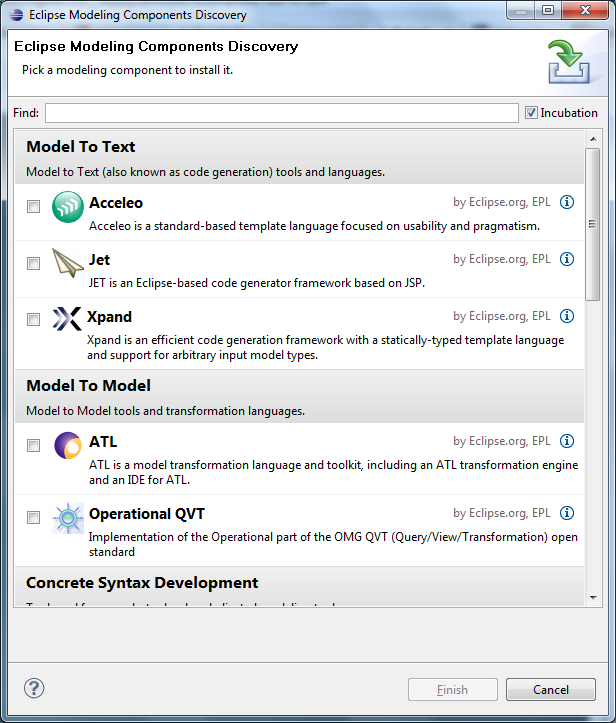 Eclipse Modeling Components Discovery
Eclipse Modeling Components Discovery
Pick a modeling component to install it.
Find:
Incubation
Model To Text
Model to Text (also known as code generation) tools and languages.
Acceleo by Eclipse.org, EPL
Acceleo is a standard-based template language focused on usability and pragmatism.
Jet by Eclipse.org, EPL
JET is an Eclipse-based code generator framework based on JSP.
Xpand by Eclipse.org, EPL
Xpand is an efficient code generation framework with a statically-typed template language
and support for arbitrary input model types.
Model To Model
Model to Model tools and transformation languages.
ATL by Eclipse.org, EPL
ATL is a model transformation language and toolkit, including an ATL transformation engine
and an IDE for ATL.
Operational QVT by Eclipse.org, EPL
Implementation of the Operational part of the OMG QVT (Query/View/Transformation) open
standard
Concrete Syntax Development
Finish
Cancel